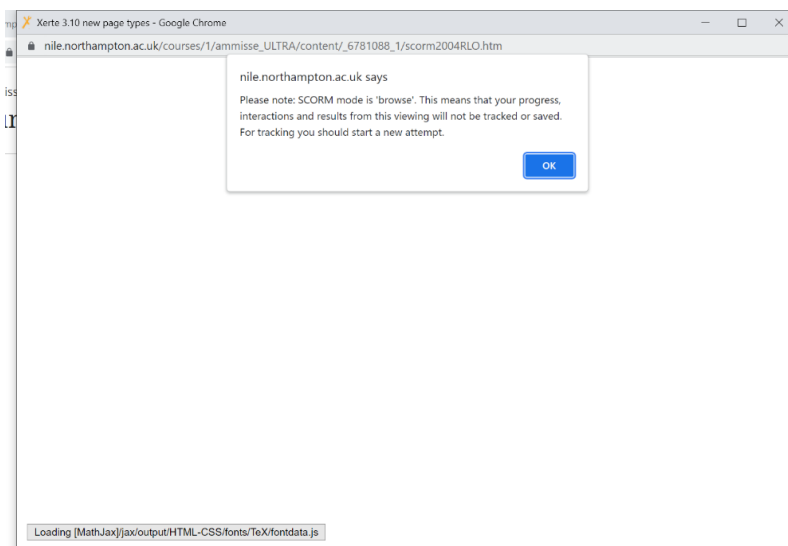 Xerte 3.10 new page types - Google Chrome
nile.northampton.ac.uk/courses/1/ammisse_ULTRA/content/_6781088_1/scorm2004RLO.htm
nile.northampton.ac.uk says
Please note: SCORM mode is 'browse'. This means that your progress,
interactions and results from this viewing will not be tracked or saved.
For tracking you should start a new attempt.
OK
Loading [MathJax]/jax/output/HTML-CSS/fonts/TeX/fontdata.js